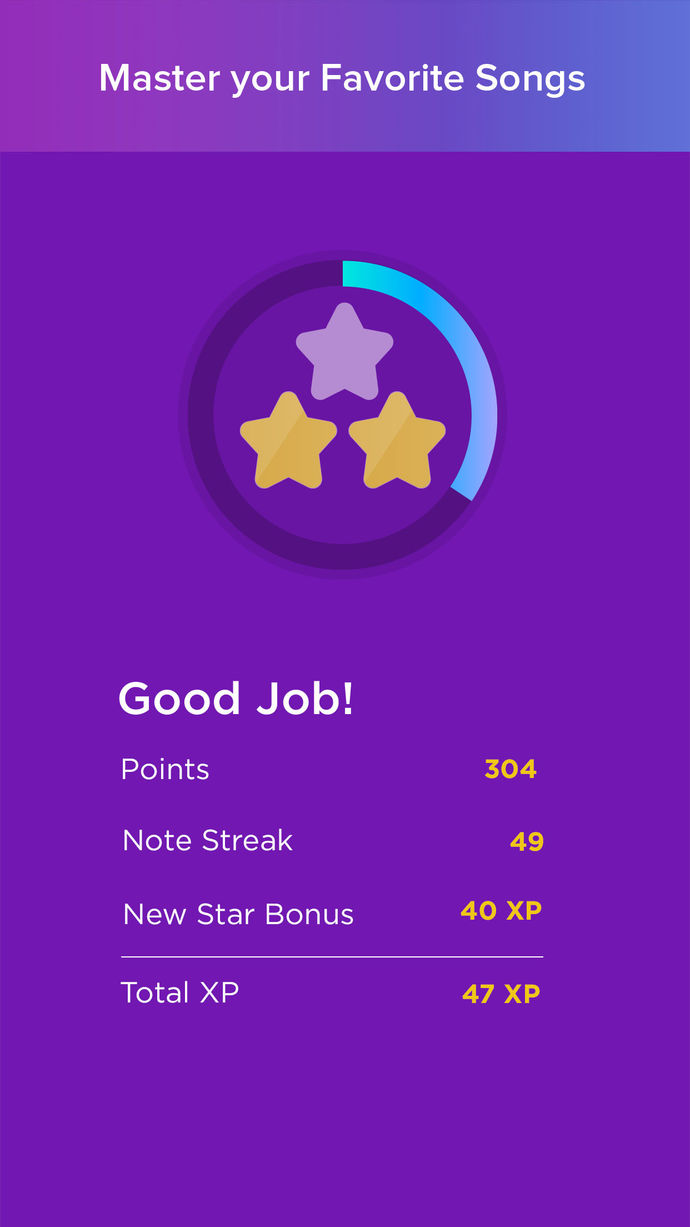 Master your Favorite Songs
Good Job!
Points 304
Note Streak 49
New Star Bonus 40 XP
Total XP 47 XP